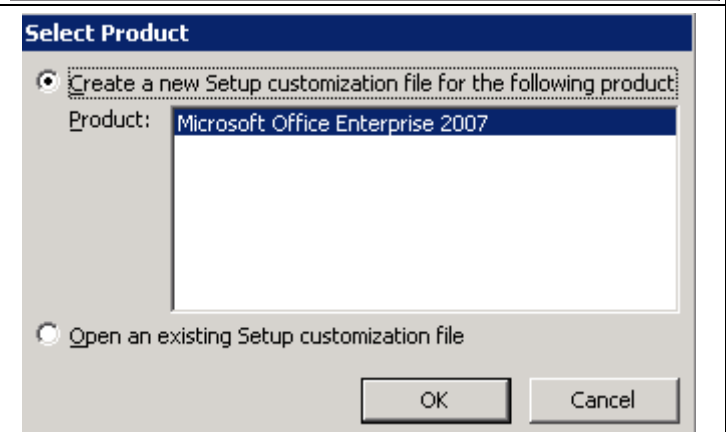 Select Product
Create a new Setup customization file for the following product
Product:
Microsoft Office Enterprise 2007
Open an existing Setup customization file
OK
Cancel